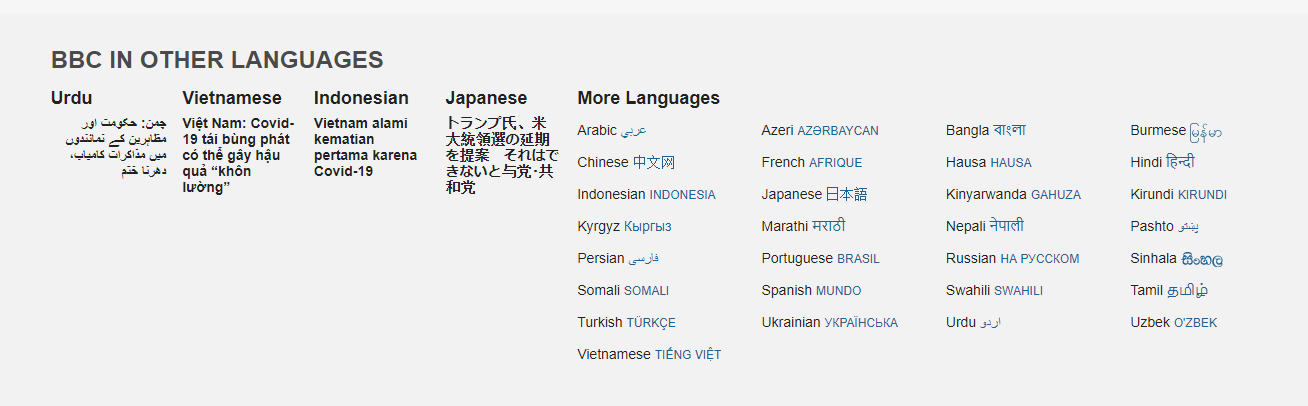 BBC IN OTHER LANGUAGES
Urdu
چمن: حکومت اور
مظاہرین کے نمائندوں
میں مذاکرات کامیاب،
دھرنا ختم
Vietnamese
Việt Nam: Covid-
19 tái bùng phát
có thể gây hậu
quả “khôn
lường”
Indonesian
Vietnam alami
kematian
pertama karena
Covid-19
Japanese
トランプ氏、米
大統領選の延期
を提案　それはで
きないと与党･共
和党
More Languages
Arabic عربي
Azeri AZƏRBAYCAN
Bangla বাংলা
Burmese မြန်မာ
Chinese 中文网
French AFRIQUE
Hausa HAUSA
Hindi हिन्दी
Indonesian INDONESIA
Japanese 日本語
Kinyarwanda GAHUZA
Kirundi KIRUNDI
Kyrgyz Кыргыз
Marathi मराठी
Nepali नेपाली
Pashto پښتو
Persian فارسی
Portuguese BRASIL
Russian НА РУССКОМ
Sinhala සිංහල
Somali SOMALI
Spanish MUNDO
Swahili SWAHILI
Tamil தமிழ்
Turkish TÜRKÇE
Ukrainian УКРАЇНСЬКА
Urdu اردو
Uzbek O'ZBEK
Vietnamese TIẾNG VIỆT